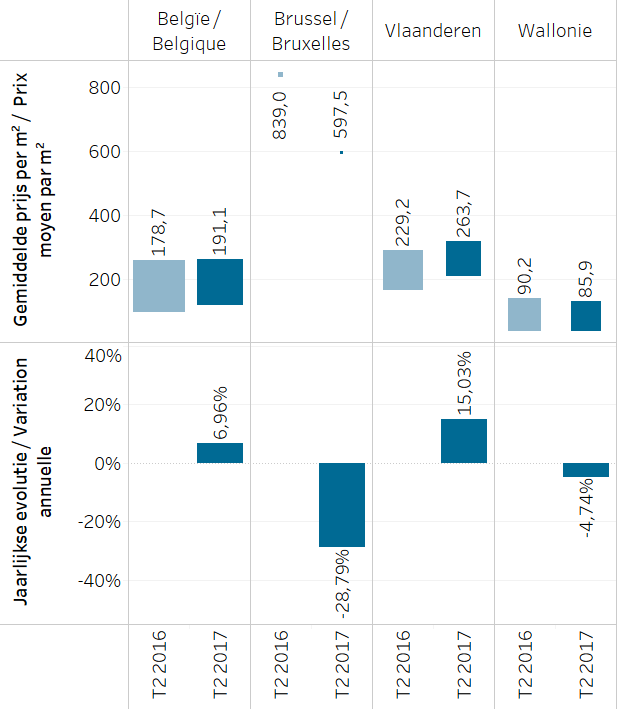 Belgïe /
Belgique
Brussel /
Bruxelles
Vlaanderen
Wallonie
Gemiddelde prijs per m² / Prix
moyen par m²
800
600
400
200
178,7
191,1
839,0
597,5
229,2
263,7
90,2
85,9
Jaarlijkse evolutie / Variation
annuelle
40%
20%
0%
-20%
-40%
6,96%
-28,79%
15,03%
-4,74%
T2 2016
T2 2017
T2 2016
T2 2017
T2 2016
T2 2017
T2 2016
T2 2017